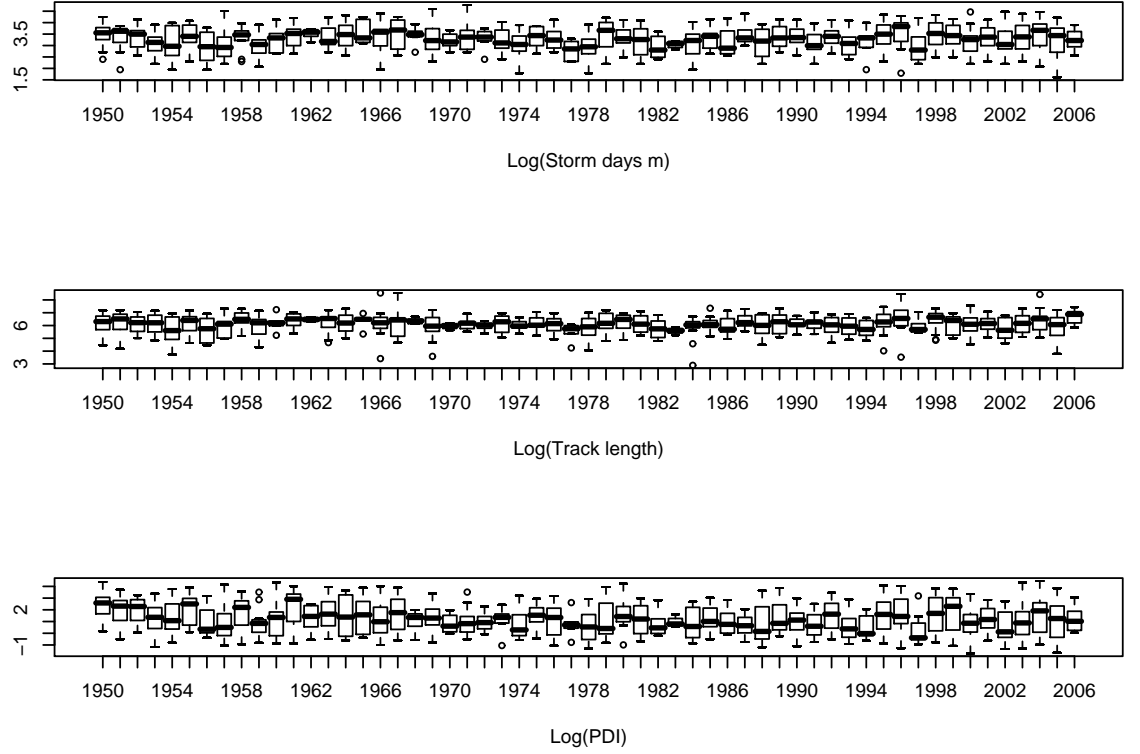 1.5 3.5
1950 1954 1958 1962 1966 1970 1974 1978 1982 1986 1990 1994 1998 2002 2006
Log(Storm days m)
3 6
1950 1954 1958 1962 1966 1970 1974 1978 1982 1986 1990 1994 1998 2002 2006
Log(Track length)
−1 2
1950 1954 1958 1962 1966 1970 1974 1978 1982 1986 1990 1994 1998 2002 2006
Log(PDI)